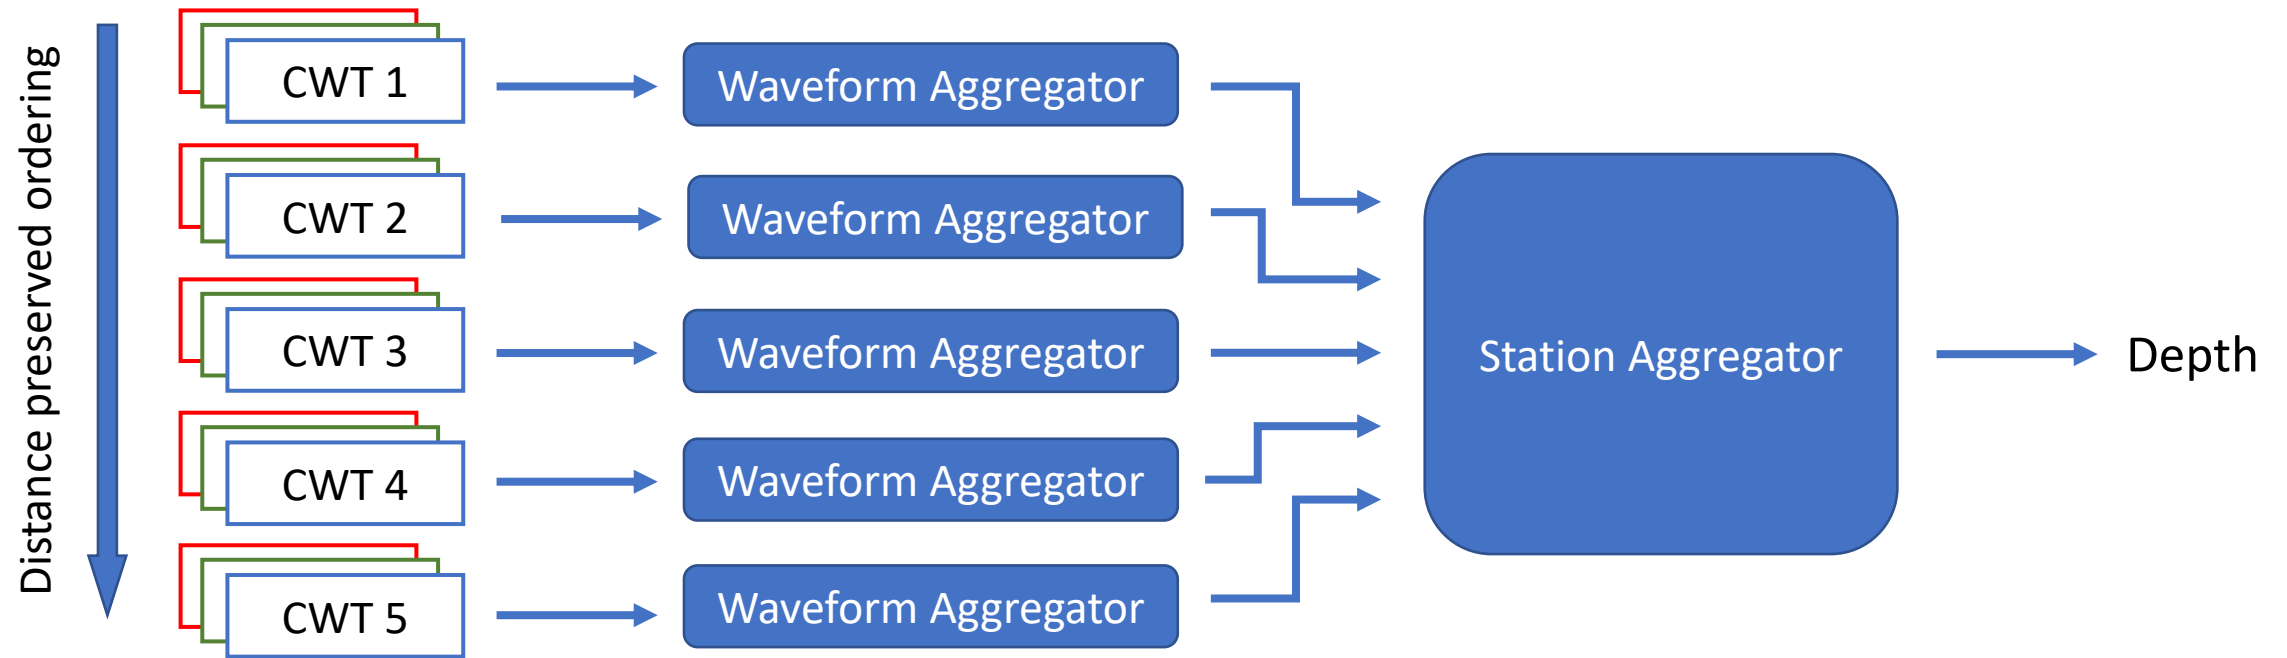 Distance preserved ordering
CWT 1
Waveform Aggregator
CWT 2
Waveform Aggregator
CWT 3
Waveform Aggregator
CWT 4
Waveform Aggregator
CWT 5
Waveform Aggregator
Station Aggregator
Depth